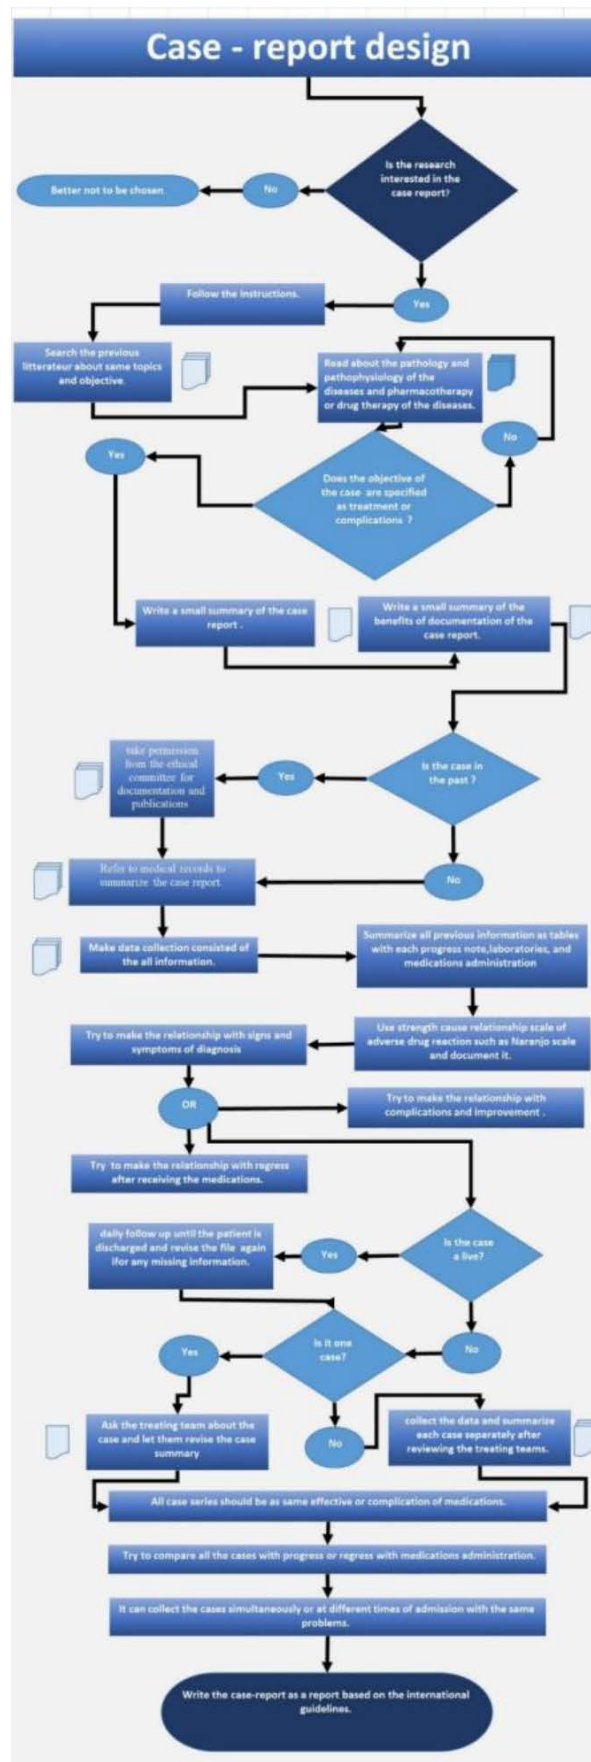 Case - report design
Is the research
interested in the
case report?
No
Better not to be chosen
Yes
Follow the instructions.
Search the previous
litterateur about same topics
and objective.
Read about the pathology and
pathophysiology of the
diseases and pharmacotherapy
or drug therapy of the diseases.
No
Yes
Does the objective of
the case are specified
as treatment or
complications ?
Write a small summary of the case
report .
Write a small summary of the
benefits of documentation of the
case report.
Is the case in
the past ?
Yes
take permission
from the ethical
committee for
documentation and
publications
No
Refer to medical records to
summarize the case report.
Make data collection consisted of
the all information.
Summarize all previous information as tables
with each progress note,laboratories, and
medications administration
Use strength cause relationship scale of
adverse drug reaction such as Naranjo scale
and document it.
Try to make the relationship with signs and
symptoms of diagnosis
OR
Try to make the relationship with
complications and improvement .
Try to make the relationship with regress
after receiving the medications.
Is the case
a live?
Yes
daily follow up until the patient is
discharged and revise the file again
ifor any missing information.
No
Is it one
case?
Yes
No
Ask the treating team about the
case and let them revise the case
summary
collect the data and summarize
each case separately after
reviewing the treating teams.
All case series should be as same effective or complication of medications.
Try to compare all the cases with progress or regress with medications administration.
It can collect the cases simultaneously or at different times of admission with the same
problems.
Write the case-report as a report based on the international
guidelines.